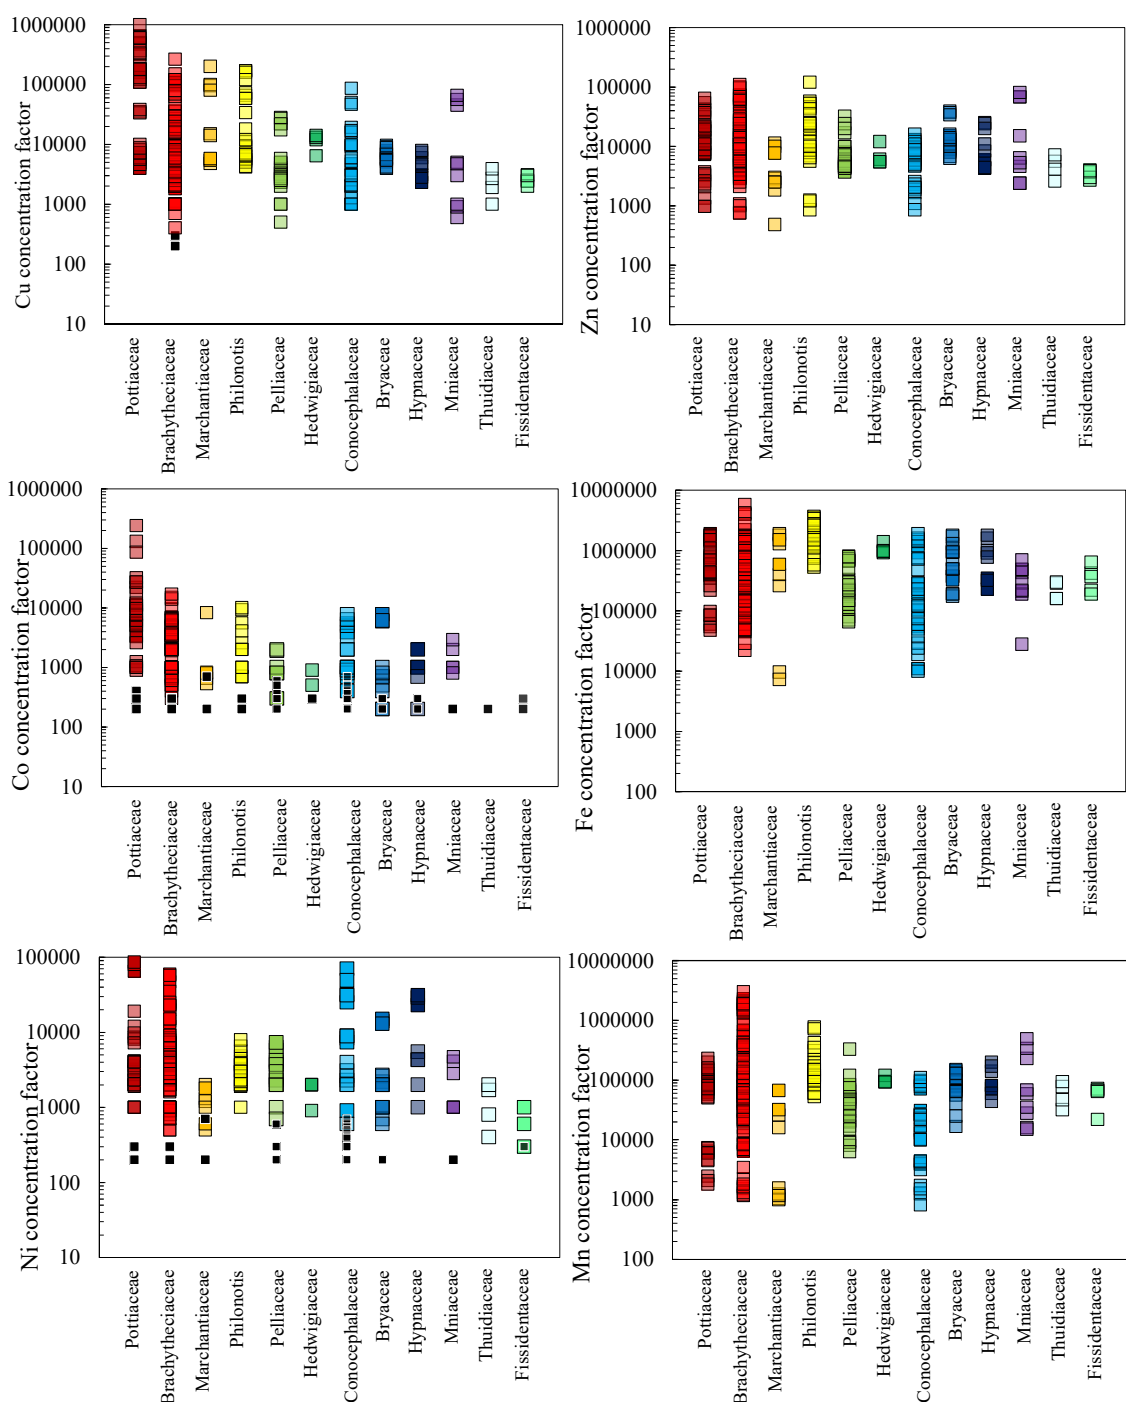 Cu concentration factor
1000000
100000
10000
1000
100
10
Pottiaceae
Brachytheciaceae
Marchantiaceae
Philonotis
Pelliaceae
Hedwigiaceae
Conocephalaceae
Bryaceae
Hypnaceae
Mniaceae
Thuidiaceae
Fissidentaceae
Zn concentration factor
1000000
100000
10000
1000
100
10
Pottiaceae
Brachytheciaceae
Marchantiaceae
Philonotis
Pelliaceae
Hedwigiaceae
Conocephalaceae
Bryaceae
Hypnaceae
Mniaceae
Thuidiaceae
Fissidentaceae
Co concentration factor
1000000
100000
10000
1000
100
10
Pottiaceae
Brachytheciaceae
Marchantiaceae
Philonotis
Pelliaceae
Hedwigiaceae
Conocephalaceae
Bryaceae
Hypnaceae
Mniaceae
Thuidiaceae
Fissidentaceae
Fe concentration factor
10000000
1000000
100000
10000
1000
100
Pottiaceae
Brachytheciaceae
Marchantiaceae
Philonotis
Pelliaceae
Hedwigiaceae
Conocephalaceae
Bryaceae
Hypnaceae
Mniaceae
Thuidiaceae
Fissidentaceae
Ni concentration factor
100000
10000
1000
100
10
Pottiaceae
Brachytheciaceae
Marchantiaceae
Philonotis
Pelliaceae
Hedwigiaceae
Conocephalaceae
Bryaceae
Hypnaceae
Mniaceae
Thuidiaceae
Fissidentaceae
Mn concentration factor
10000000
1000000
100000
10000
1000
100
Pottiaceae
Brachytheciaceae
Marchantiaceae
Philonotis
Pelliaceae
Hedwigiaceae
Conocephalaceae
Bryaceae
Hypnaceae
Mniaceae
Thuidiaceae
Fissidentaceae